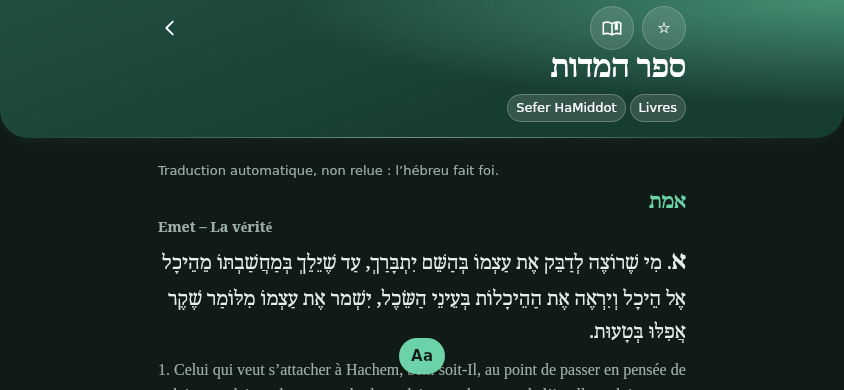 ספר המדות
Sefer HaMiddot Livres
Traduction automatique, non relue : l’hébreu fait foi.
אמת
Emet – La vérité
א. מִי שֶׁרוֹצֶה לְדַבֵּק אֶת עַצְמוֹ בְּהַשֵּׁם יִתְבָּרַךְ, עַד שֶׁיֵּלֵךְ בְּמַחֲשַׁבְתּוֹ מֵהֵיכָל
אֶל הֵיכָל וְיִרְאֶה אֶת הַהֵיכָלוֹת בְּעֵינֵי הַשֵּׂכֶל, יִשְׁמֹר אֶת עַצְמוֹ מִלּוֹמַר שֶׁקֶר
אֲפִלּוּ בְּטָעוּת.
Aa
1. Celui qui veut s’attacher à Hachem, soit-Il, au point de passer en pensée de